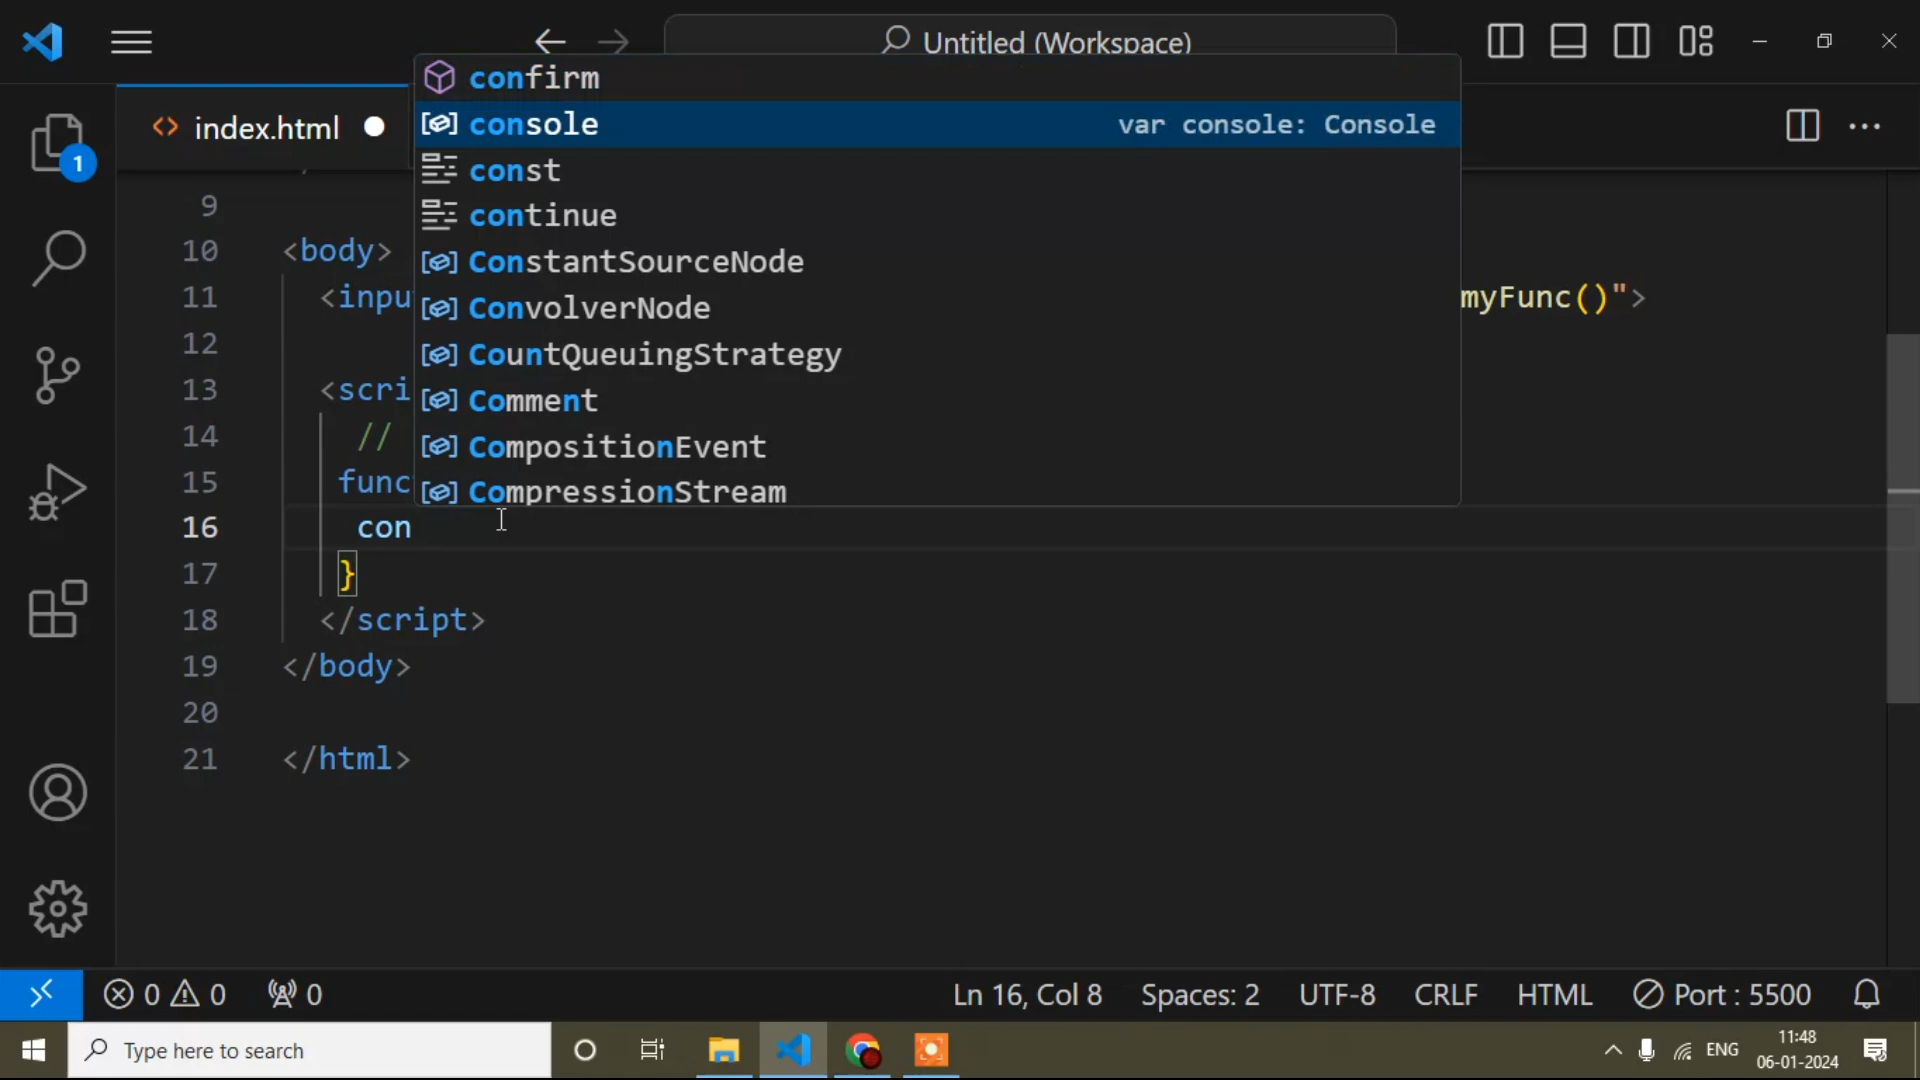 Untitled (Workspace)
index.html
1
confirm
console var console: Console
const
continue
ConstantSourceNode
ConvolverNode
CountQueuingStrategy
Comment
CompositionEvent
CompressionStream
9
10 <body>
11 <inpu myFunc()">
12
13 <scri
14 //
15 func
16 con
17 }
18 </script>
19 </body>
20
21 </html>
0 0 0 Ln 16, Col 8 Spaces: 2 UTF-8 CRLF HTML Port : 5500
Type here to search
ENG
11:48
06-01-2024